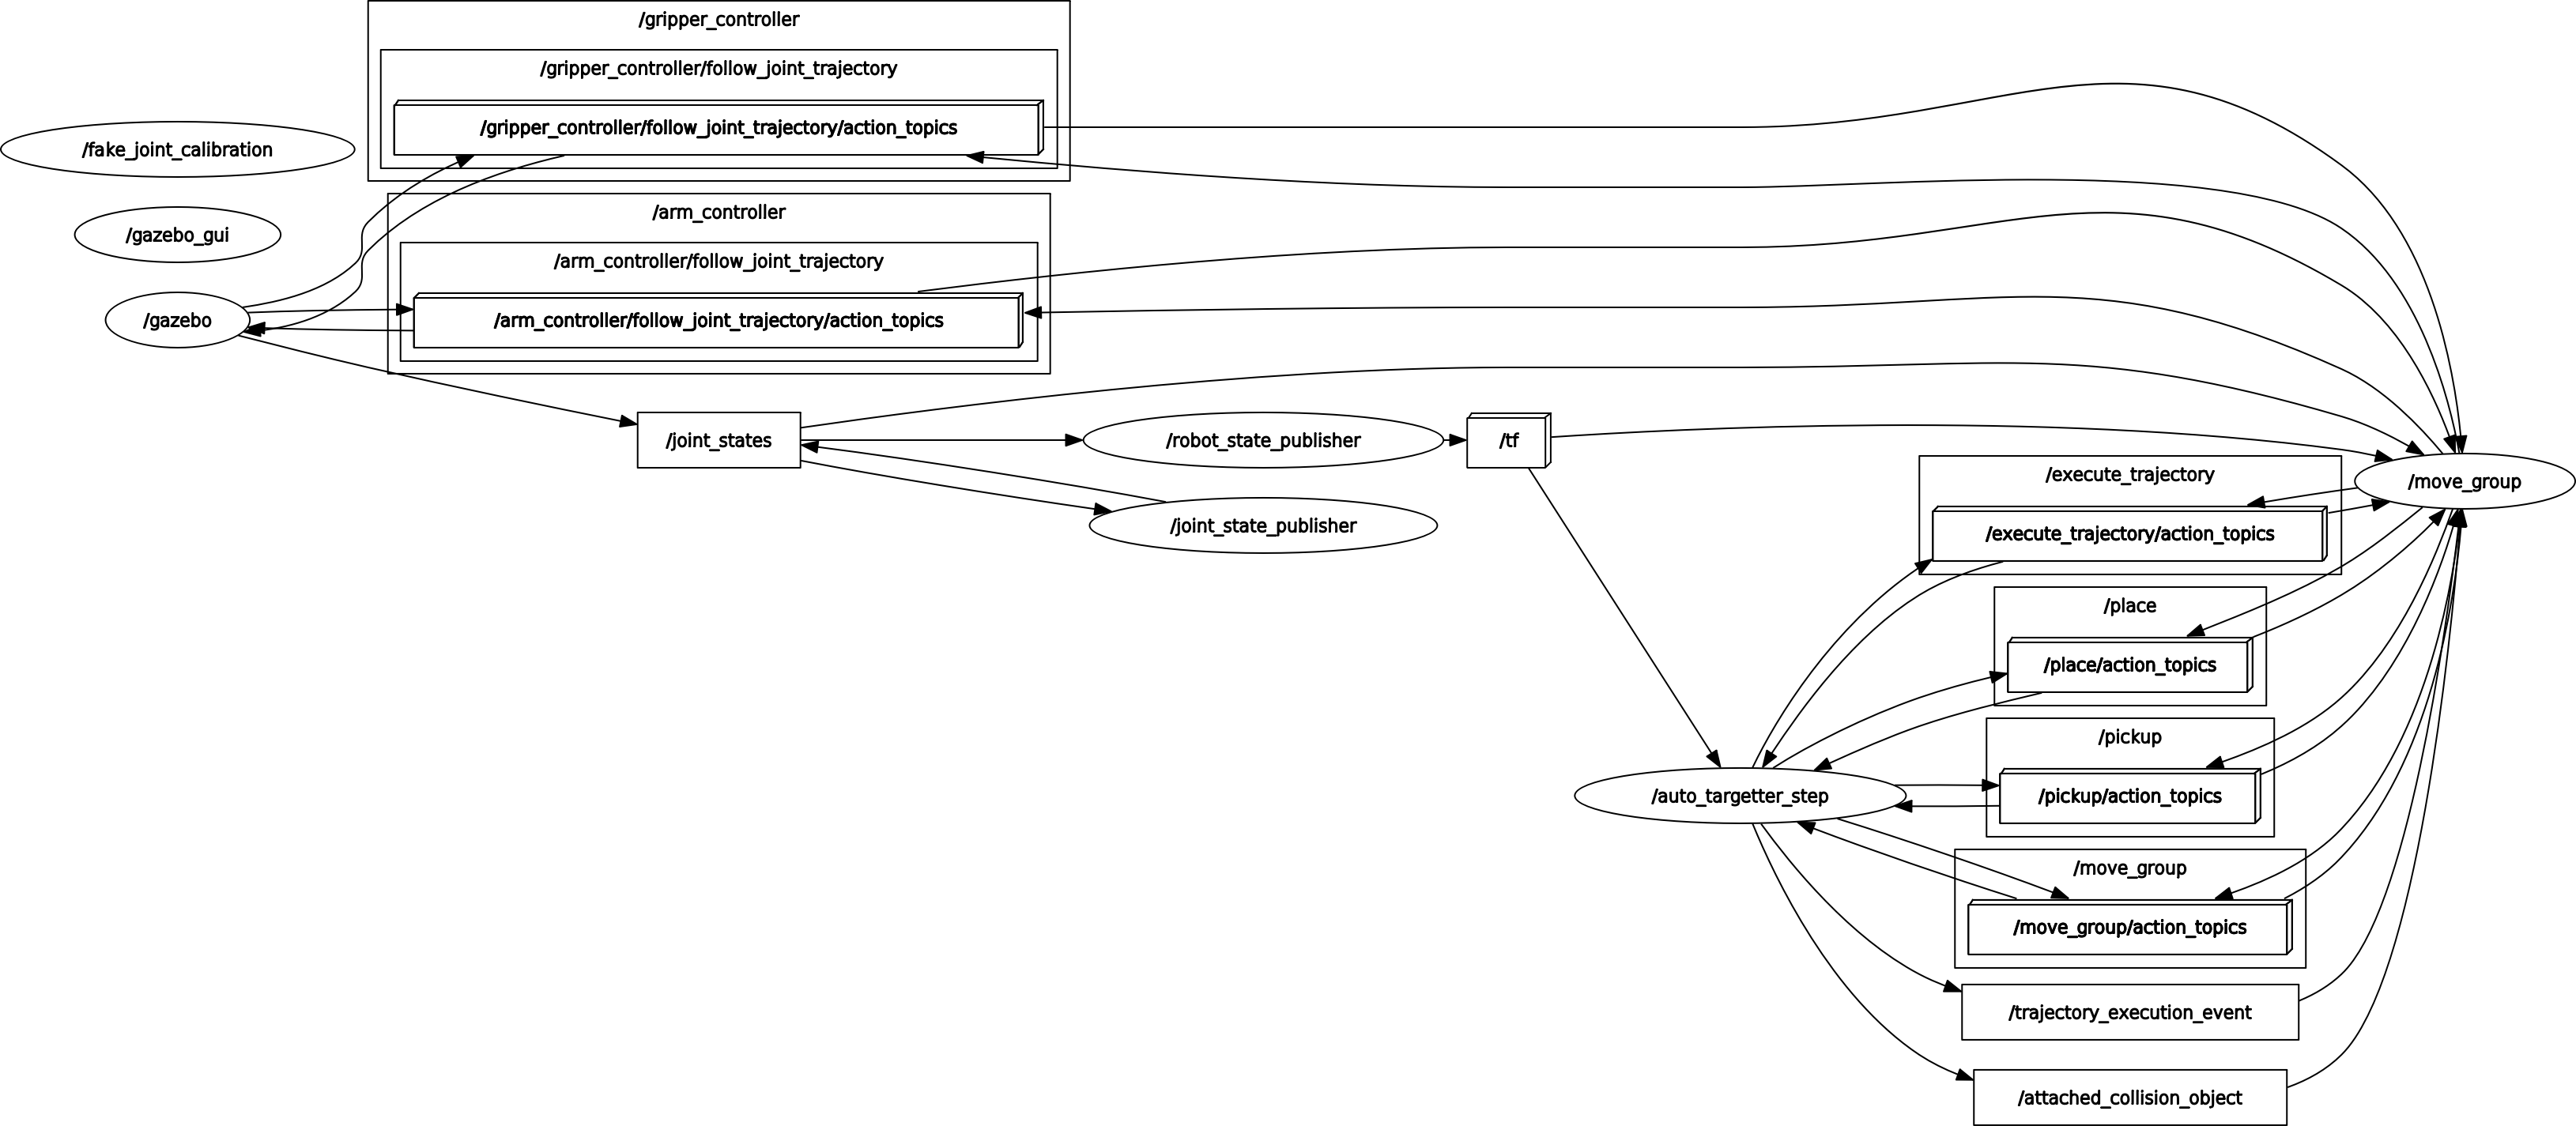 /gripper_controller
/gripper_controller/follow_joint_trajectory
/gripper_controller/follow_joint_trajectory/action_topics
/fake_joint_calibration
/gazebo_gui
/arm_controller
/arm_controller/follow_joint_trajectory
/gazebo
/arm_controller/follow_joint_trajectory/action_topics
/joint_states
/robot_state_publisher
/tf
/joint_state_publisher
/move_group
/execute_trajectory
/execute_trajectory/action_topics
/place
/place/action_topics
/pickup
/auto_targetter_step
/pickup/action_topics
/move_group
/move_group/action_topics
/trajectory_execution_event
/attached_collision_object